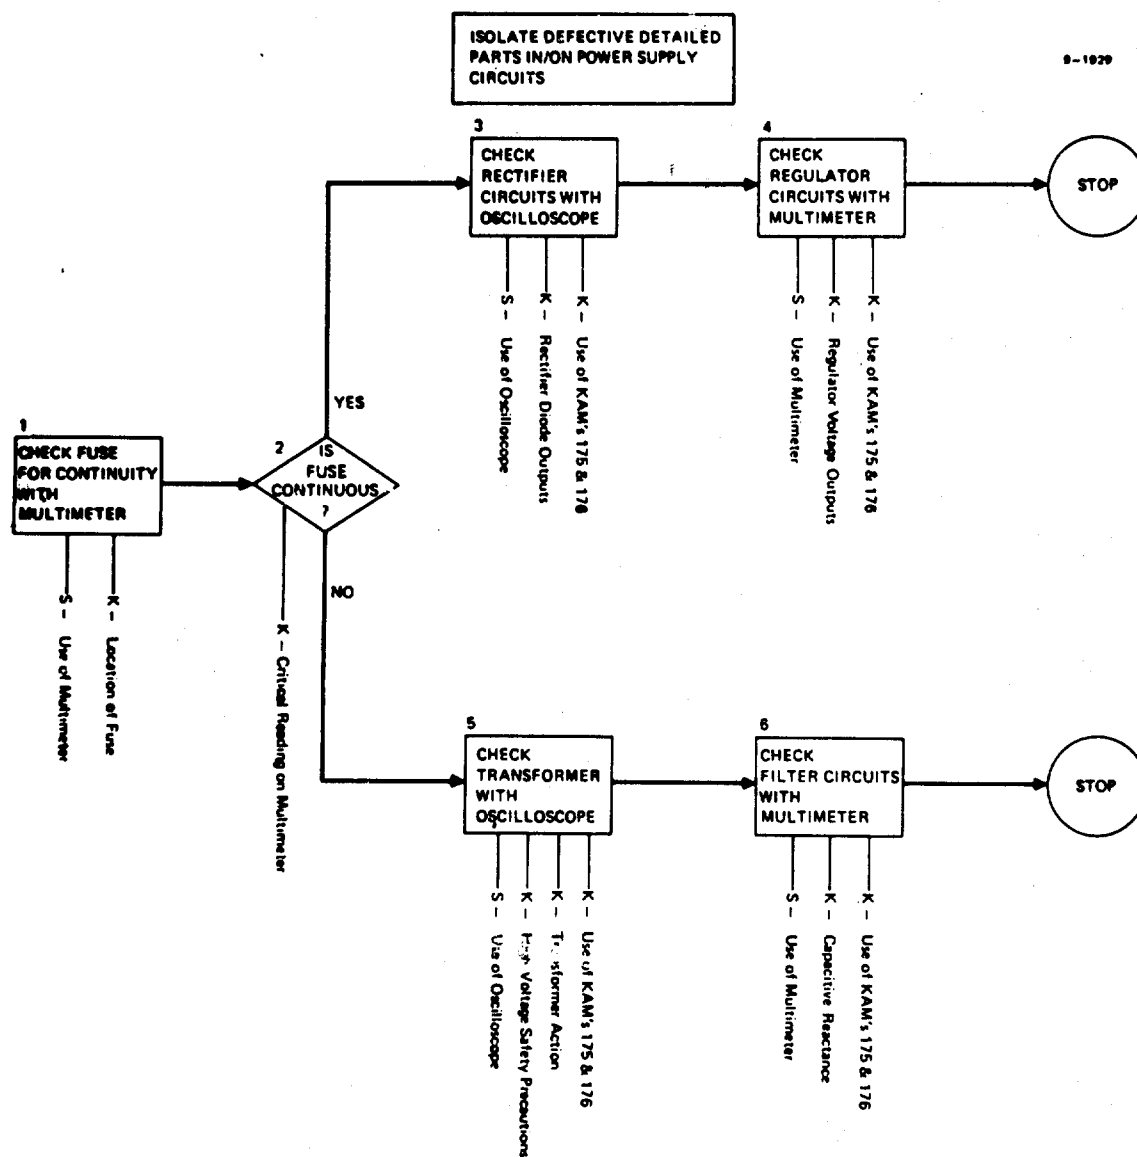 ISOLATE DEFECTIVE DETAILED
PARTS IN/ON POWER SUPPLY
CIRCUITS
9-1929
3
CHECK
RECTIFIER
CIRCUITS WITH
OSCILLOSCOPE
S - Use of Oscilloscope
K - Rectifier Diode Outputs
K - Use of KAM's 175 & 176
4
CHECK
REGULATOR
CIRCUITS WITH
MULTIMETER
S - Use of Multimeter
K - Regulator Voltage Outputs
K - Use of KAM's 175 & 176
STOP
YES
1
CHECK FUSE
FOR CONTINUITY
WITH
MULTIMETER
S - Use of Multimeter
K - Location of Fuse
2
IS
FUSE
CONTINUOUS
?
K - Critical Reading on Multimeter
NO
5
CHECK
TRANSFORMER
WITH
OSCILLOSCOPE
S - Use of Oscilloscope
K - High Voltage Safety Precautions
K - Transformer Action
K - Use of KAM's 175 & 176
6
CHECK
FILTER CIRCUITS
WITH
MULTIMETER
S - Use of Multimeter
K - Capacitive Reactance
K - Use of KAM's 175 & 176
STOP